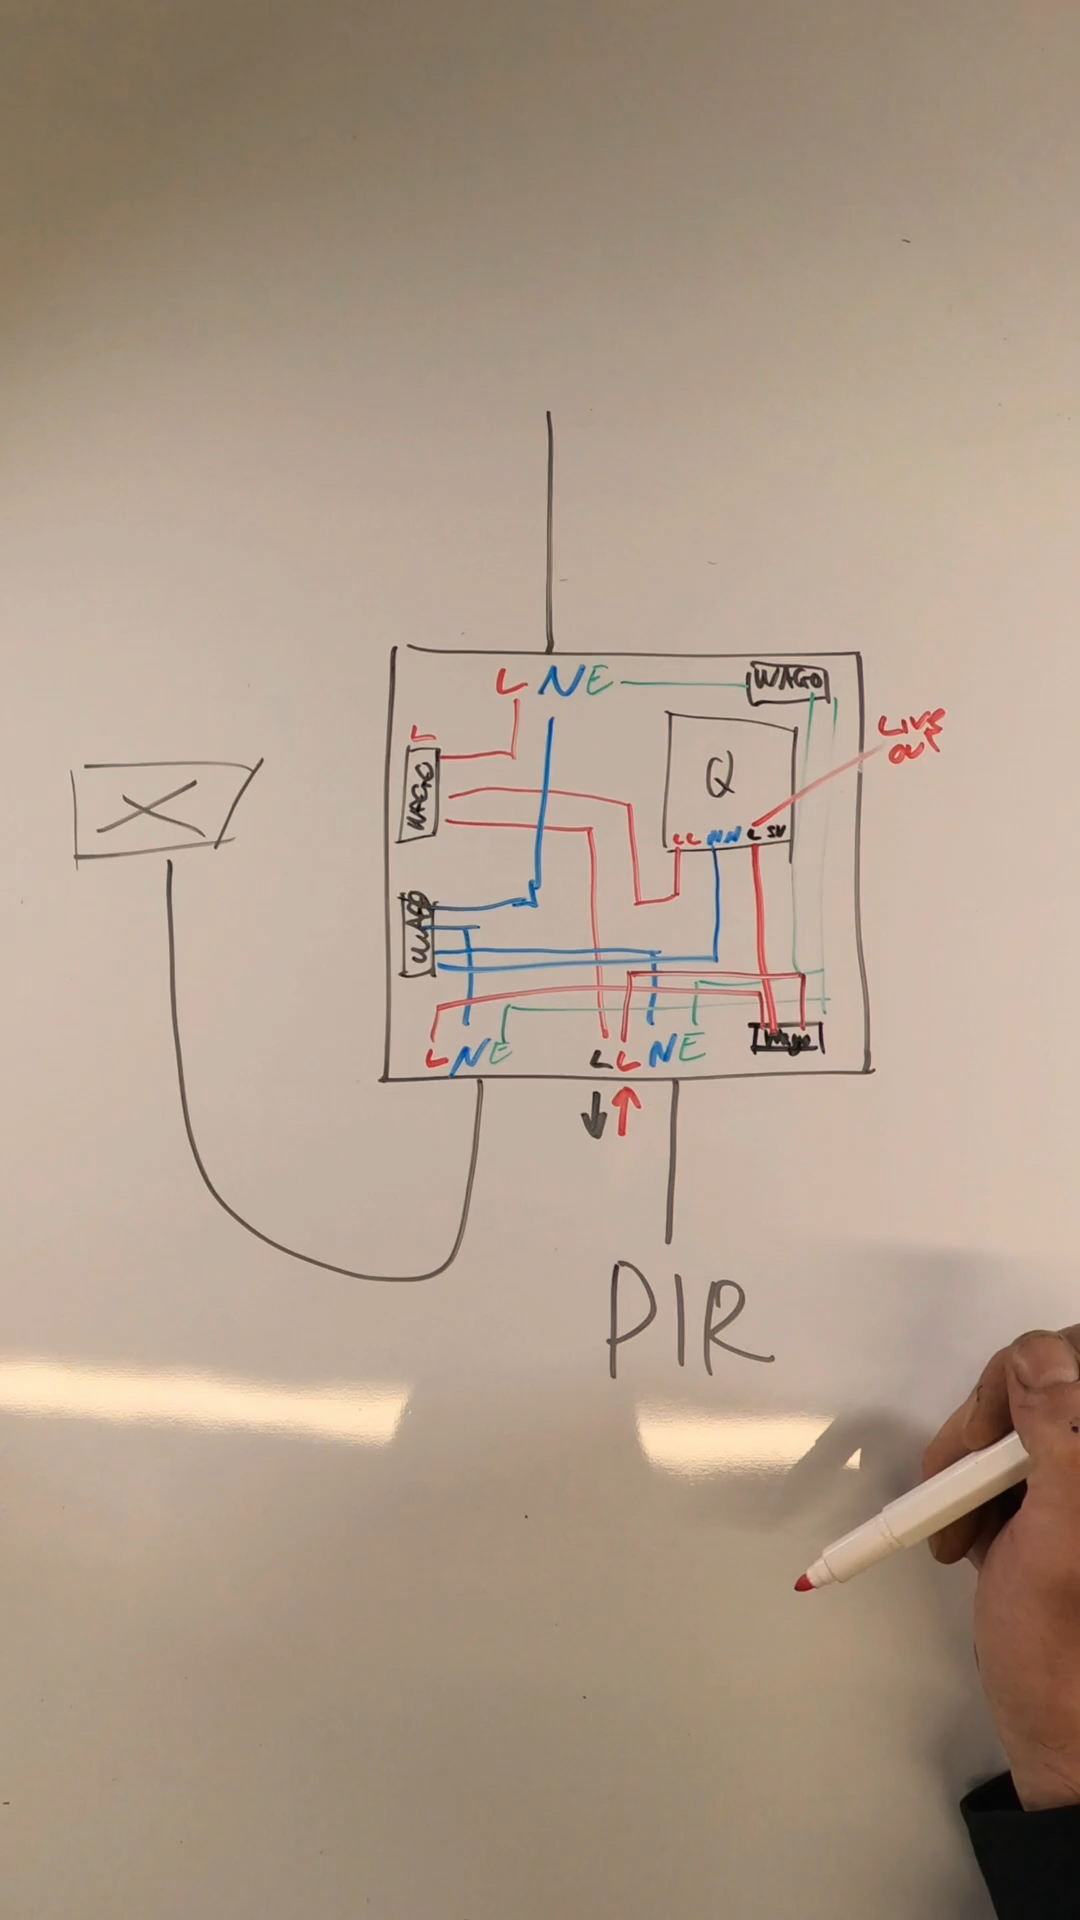 L N E WAGO
L
WAGO
LIVE
OUT
Q
L L N N L SW
WAGO
L N E
L L N E
Wago
PIR